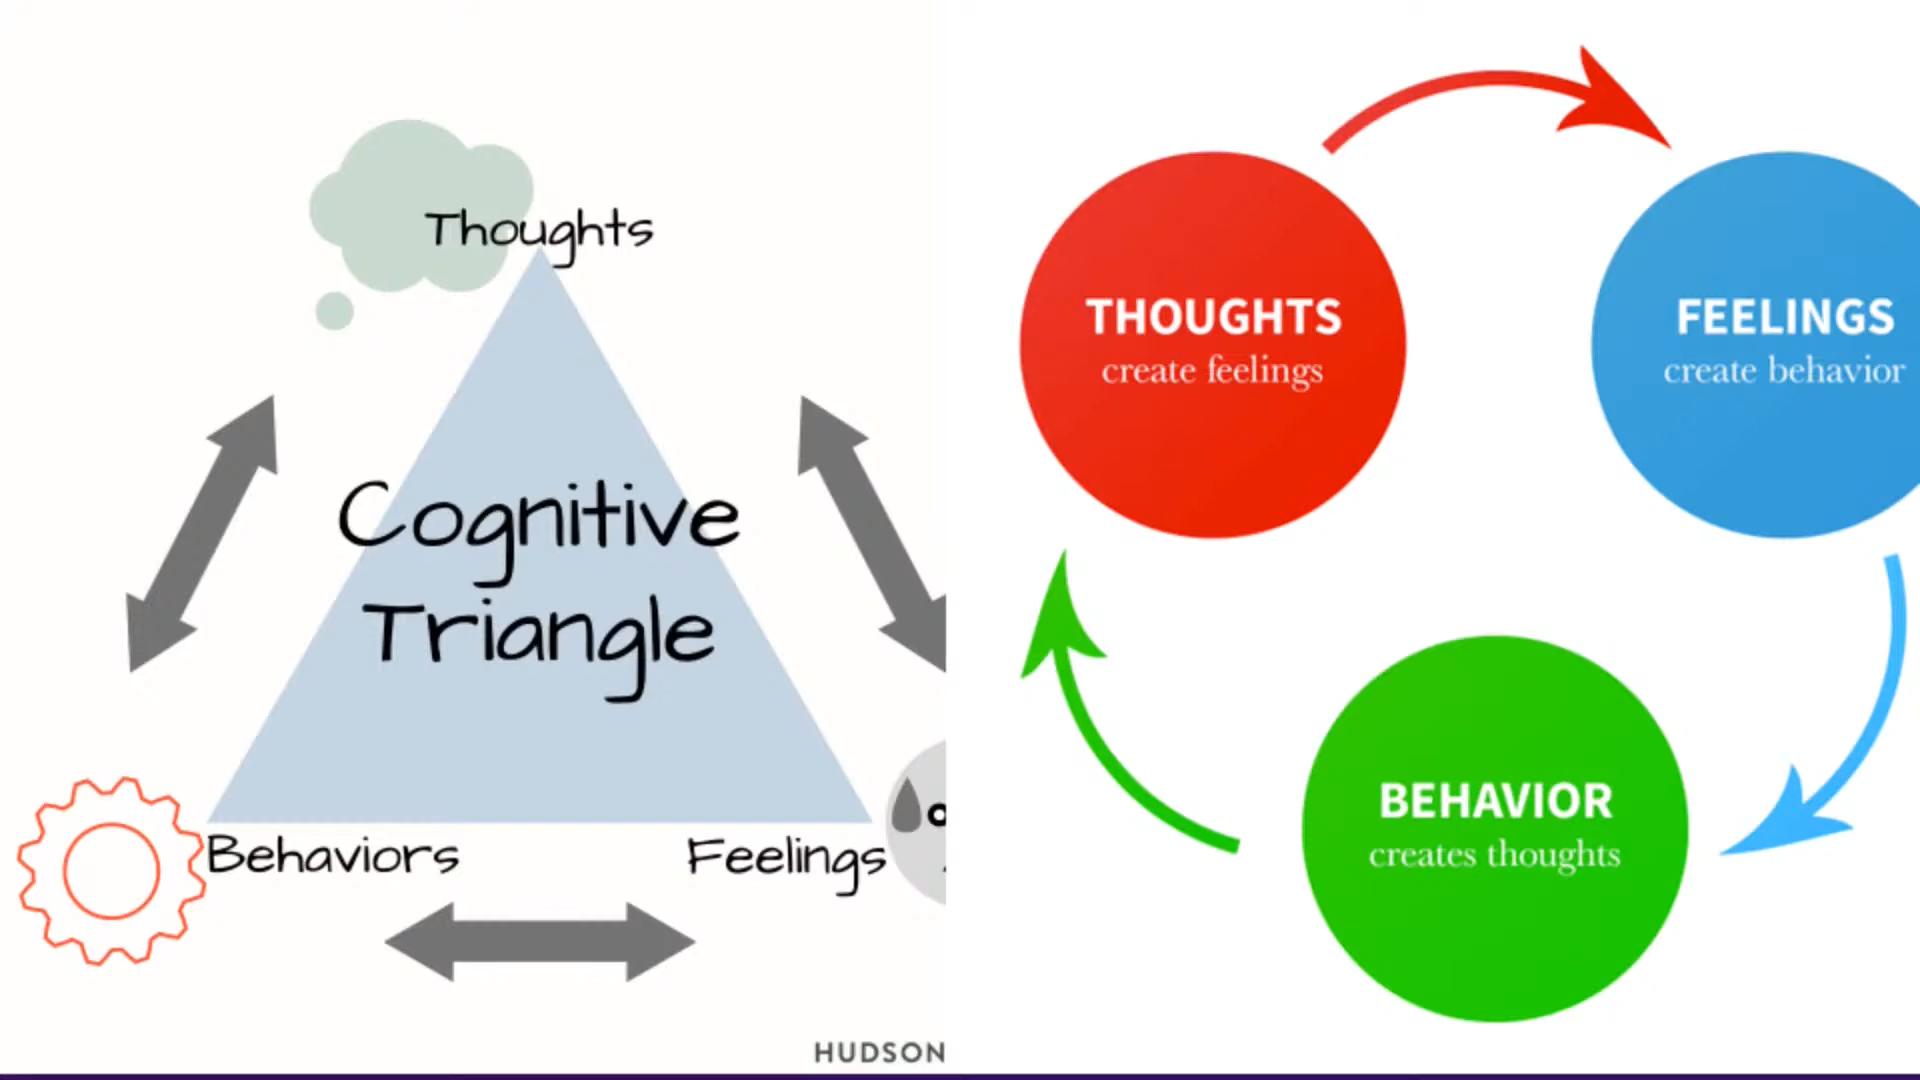 Thoughts
Cognitive
Triangle
Behaviors
Feelings
HUDSON
THOUGHTS
create feelings
FEELINGS
create behavior
BEHAVIOR
creates thoughts